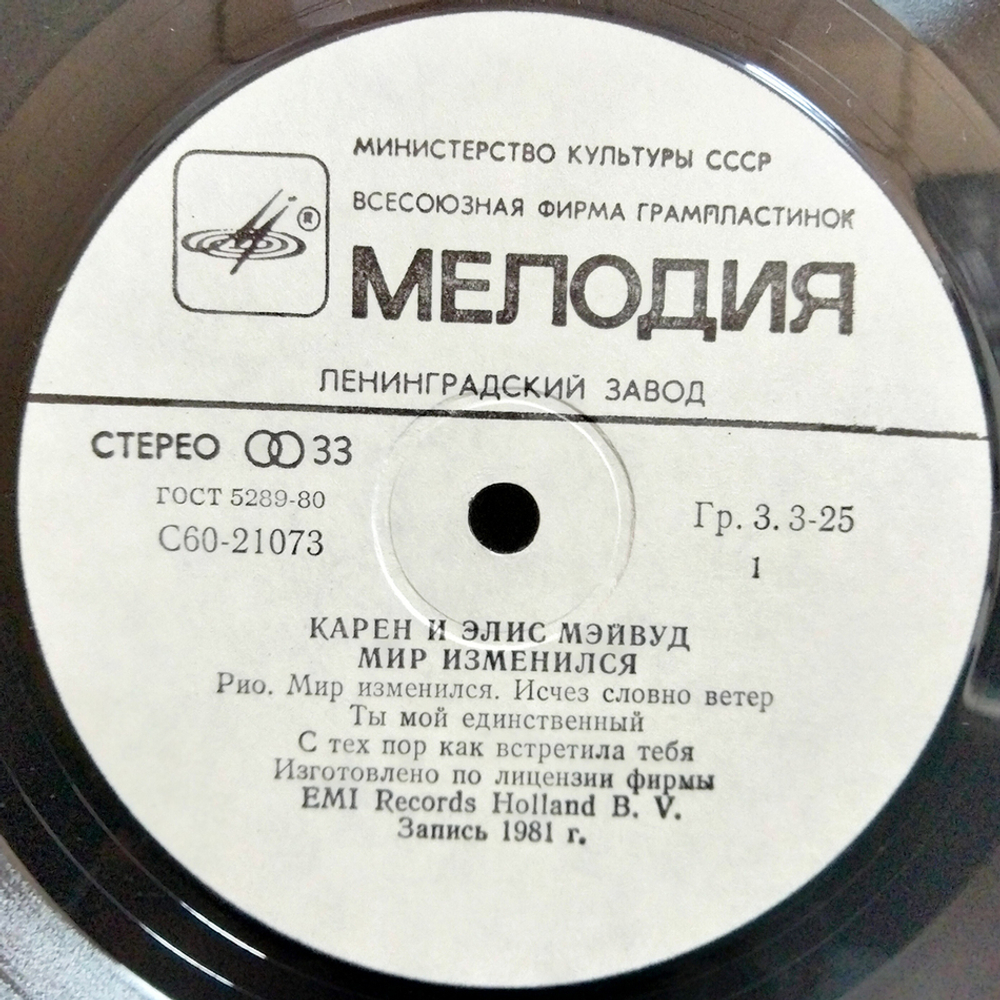 МИНИСТЕРСТВО КУЛЬТУРЫ СССР
ВСЕСОЮЗНАЯ ФИРМА ГРАМПЛАСТИНОК
®
МЕЛОДИЯ
ЛЕНИНГРАДСКИЙ ЗАВОД
СТЕРЕО 33
ГОСТ 5289-80
С60-21073
Гр. 3. 3-25
1
КАРЕН И ЭЛИС МЭЙВУД
МИР ИЗМЕНИЛСЯ
Рио. Мир изменился. Исчез словно ветер
Ты мой единственный
С тех пор как встретила тебя
Изготовлено по лицензии фирмы
EMI Records Holland B. V.
Запись 1981 г.